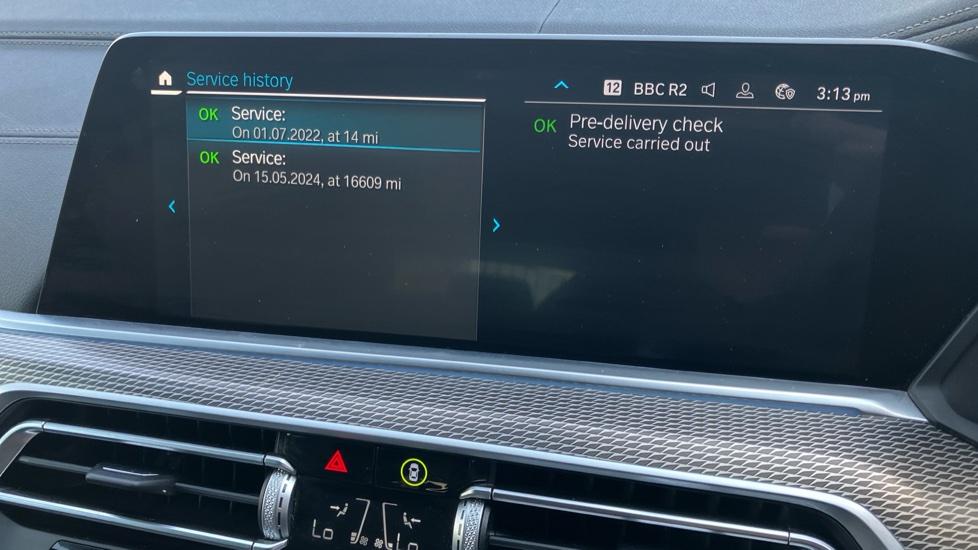 Service history
12 BBC R2 3:13 pm
OK Service:
On 01.07.2022, at 14 mi
OK Service:
On 15.05.2024, at 16609 mi
OK Pre-delivery check
Service carried out
Lo Lo